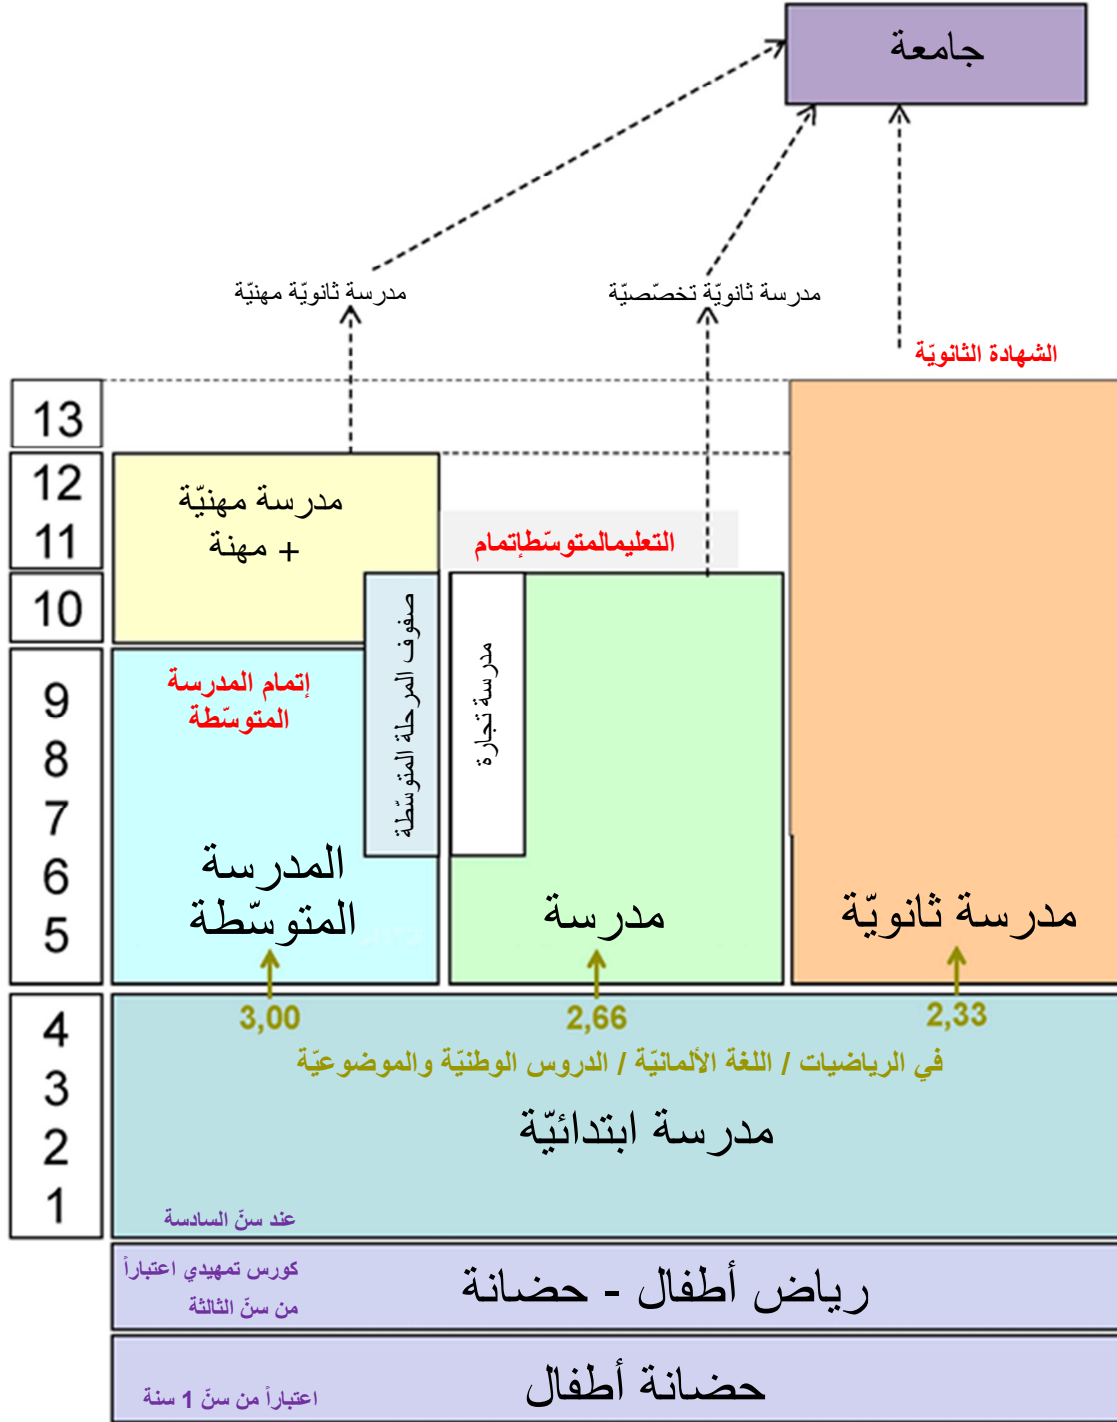 جامعة
مدرسة ثانويّة مهنيّة
مدرسة ثانويّة تخصّصيّة
الشهادة الثانويّة
13
12
11
10
9
8
7
6
5
4
3
2
1
مدرسة مهنيّة
+ مهنة
التعليمالمتوسّطإتمام
صفوف المرحلة المتوسّطة
مدرسة تجارة
إتمام المدرسة
المتوسّطة
المدرسة
المتوسّطة
مدرسة
مدرسة ثانويّة
3,00
2,66
2,33
في الرياضيات / اللغة الألمانيّة / الدروس الوطنيّة والموضوعيّة
مدرسة ابتدائيّة
عند سنّ السادسة
رياض أطفال - حضانة
كورس تمهيدي اعتباراً
من سنّ الثالثة
حضانة أطفال
اعتباراً من سنّ 1 سنة